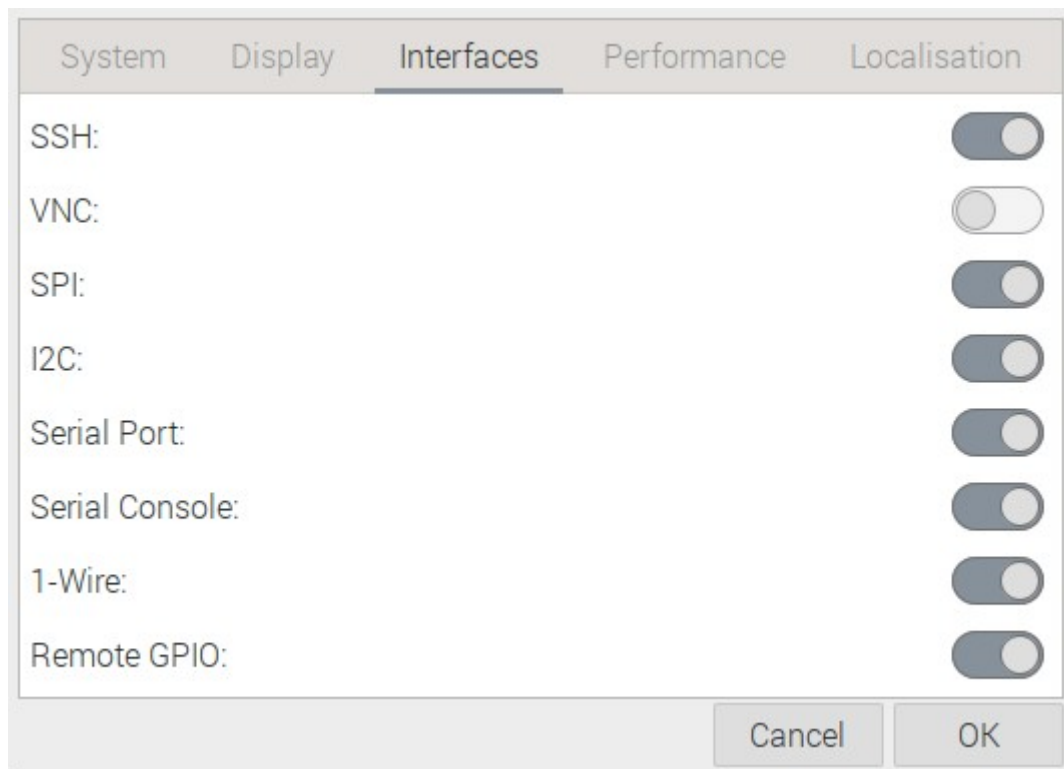 System Display Interfaces Performance Localisation
SSH:
VNC:
SPI:
I2C:
Serial Port:
Serial Console:
1-Wire:
Remote GPIO:
Cancel OK